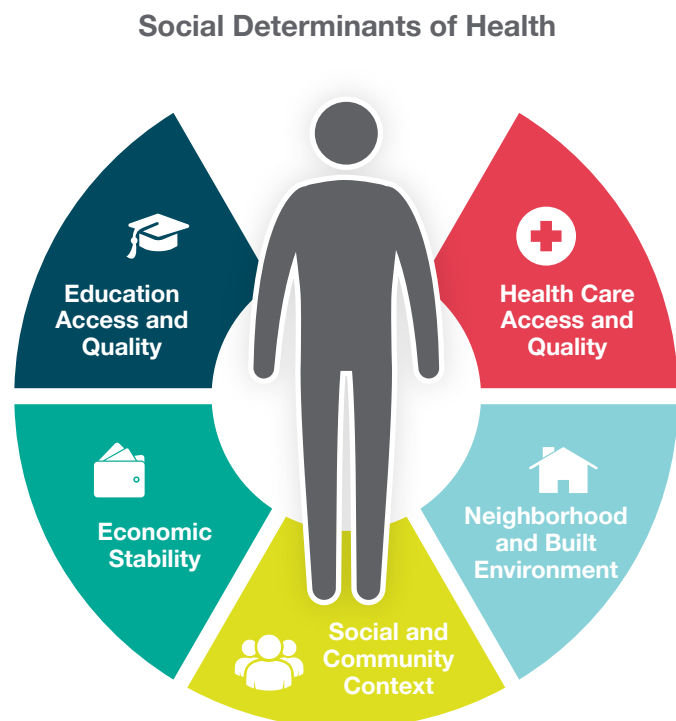 Social Determinants of Health
Education
Access and
Quality
Health Care
Access and
Quality
Economic
Stability
Neighborhood
and Built
Environment
Social and
Community
Context